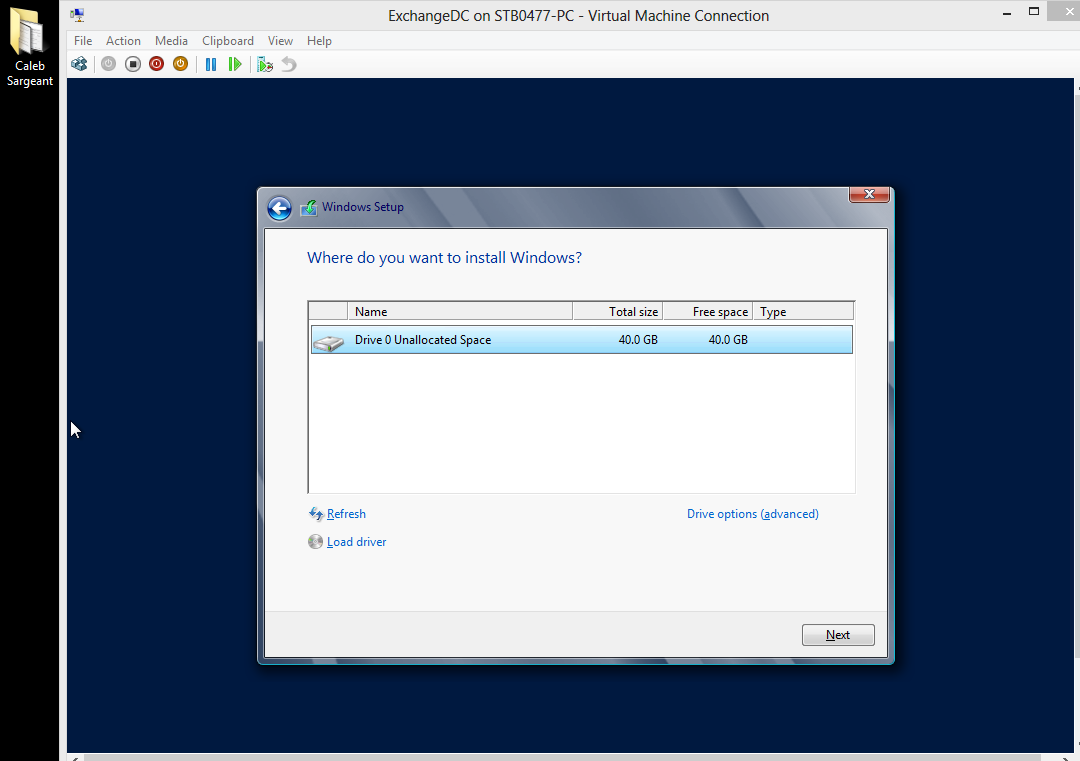 Caleb
Sargeant
ExchangeDC on STB0477-PC - Virtual Machine Connection
File Action Media Clipboard View Help
Windows Setup
Where do you want to install Windows?
Name Total size Free space Type
Drive 0 Unallocated Space 40.0 GB 40.0 GB
Refresh Drive options (advanced)
Load driver
Next